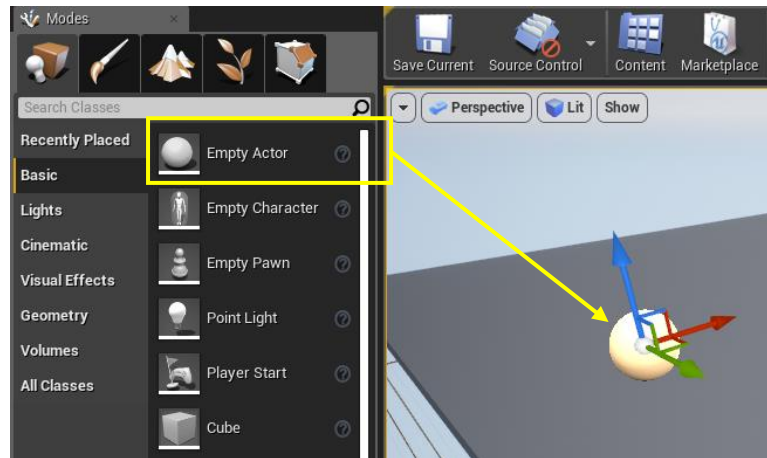 Modes
Save Current Source Control Content Marketplace
Search Classes
Perspective Lit Show
Recently Placed
Basic
Lights
Cinematic
Visual Effects
Geometry
Volumes
All Classes
Empty Actor
Empty Character
Empty Pawn
Point Light
Player Start
Cube